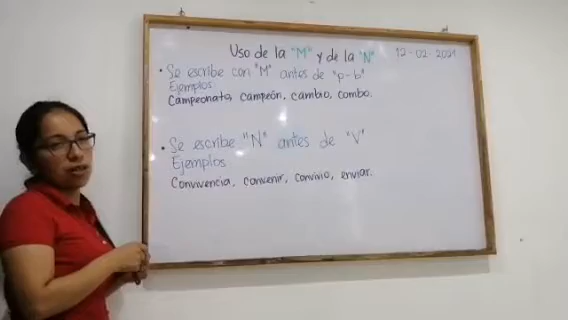 Uso de la "M" y de la "N" 12-02-2021
• Se escribe con "M" antes de "p-b"
Ejemplos:
Campeonato, campeón, cambio, combo.
• Se escribe "N" antes de "V"
Ejemplos
Convivencia, convenir, convivio, enviar.